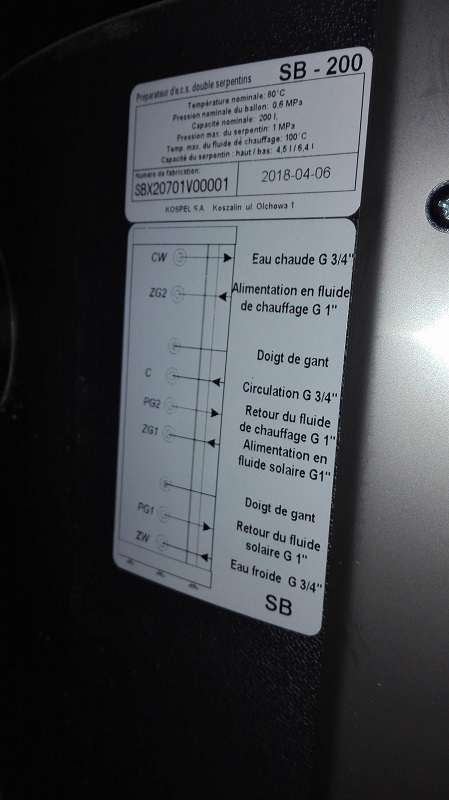 Préparateur d'e.c.s. double serpentins SB - 200
Température nominale: 80°C
Pression nominale du ballon: 0,6 MPa
Capacité nominale: 200 l,
Pression max. du serpentin: 1 MPa
Temp. max. du fluide de chauffage: 100°C
Capacité du serpentin : haut / bas: 4,5 l / 6,4 l
Numéro de fabrication:
SBX20701V00001 2018-04-06
KOSPEL S.A. Koszalin ul. Olchowa 1
CW Eau chaude G 3/4"
ZG2 Alimentation en fluide
de chauffage G 1"
Doigt de gant
C Circulation G 3/4"
PG2 Retour du fluide
de chauffage G 1"
ZG1 Alimentation en
fluide solaire G1"
Doigt de gant
PG1 Retour du fluide
solaire G 1"
ZW Eau froide G 3/4"
SB